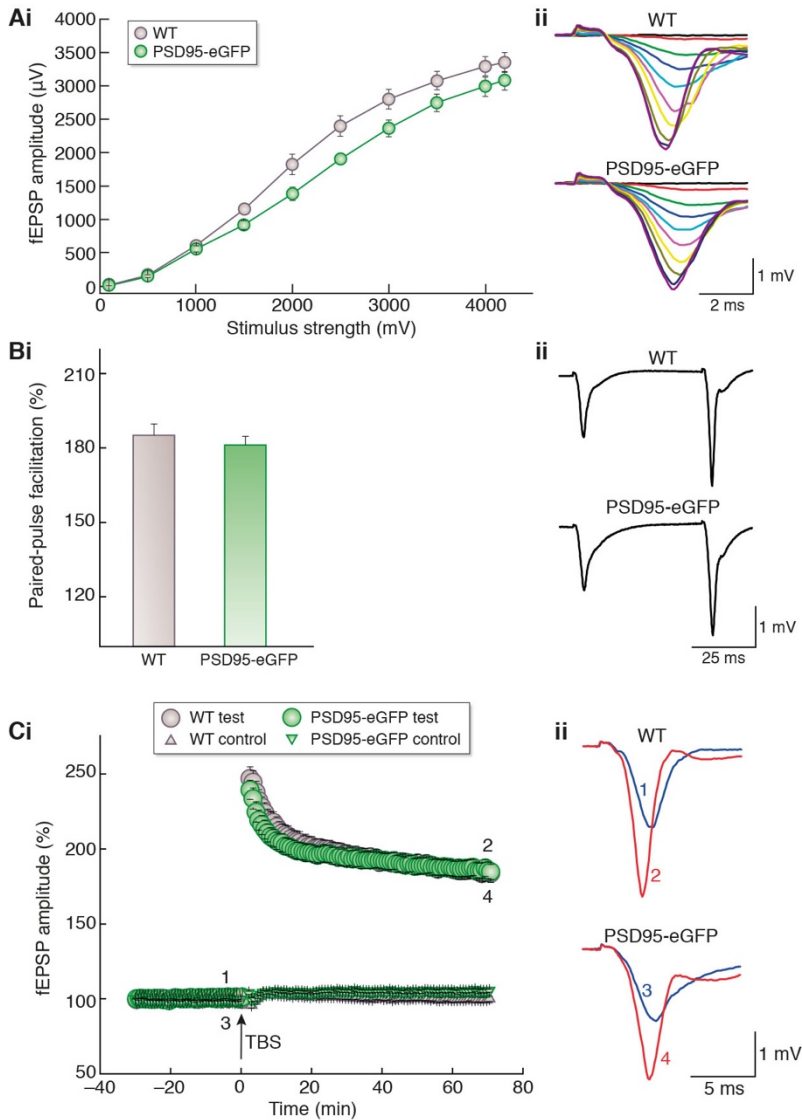 Ai
WT
PSD95-eGFP
4000
3500
3000
2500
2000
1500
1000
500
0
fEPSP amplitude (µV)
0
1000
2000
3000
4000
Stimulus strength (mV)
ii
WT
PSD95-eGFP
1 mV
2 ms
Bi
210
180
150
120
Paired-pulse facilitation (%)
WT
PSD95-eGFP
ii
WT
PSD95-eGFP
1 mV
25 ms
Ci
WT test
PSD95-eGFP test
WT control
PSD95-eGFP control
250
200
150
100
50
fEPSP amplitude (%)
2
4
1
3
TBS
–40
–20
0
20
40
60
80
Time (min)
ii
WT
1
2
PSD95-eGFP
3
4
1 mV
5 ms